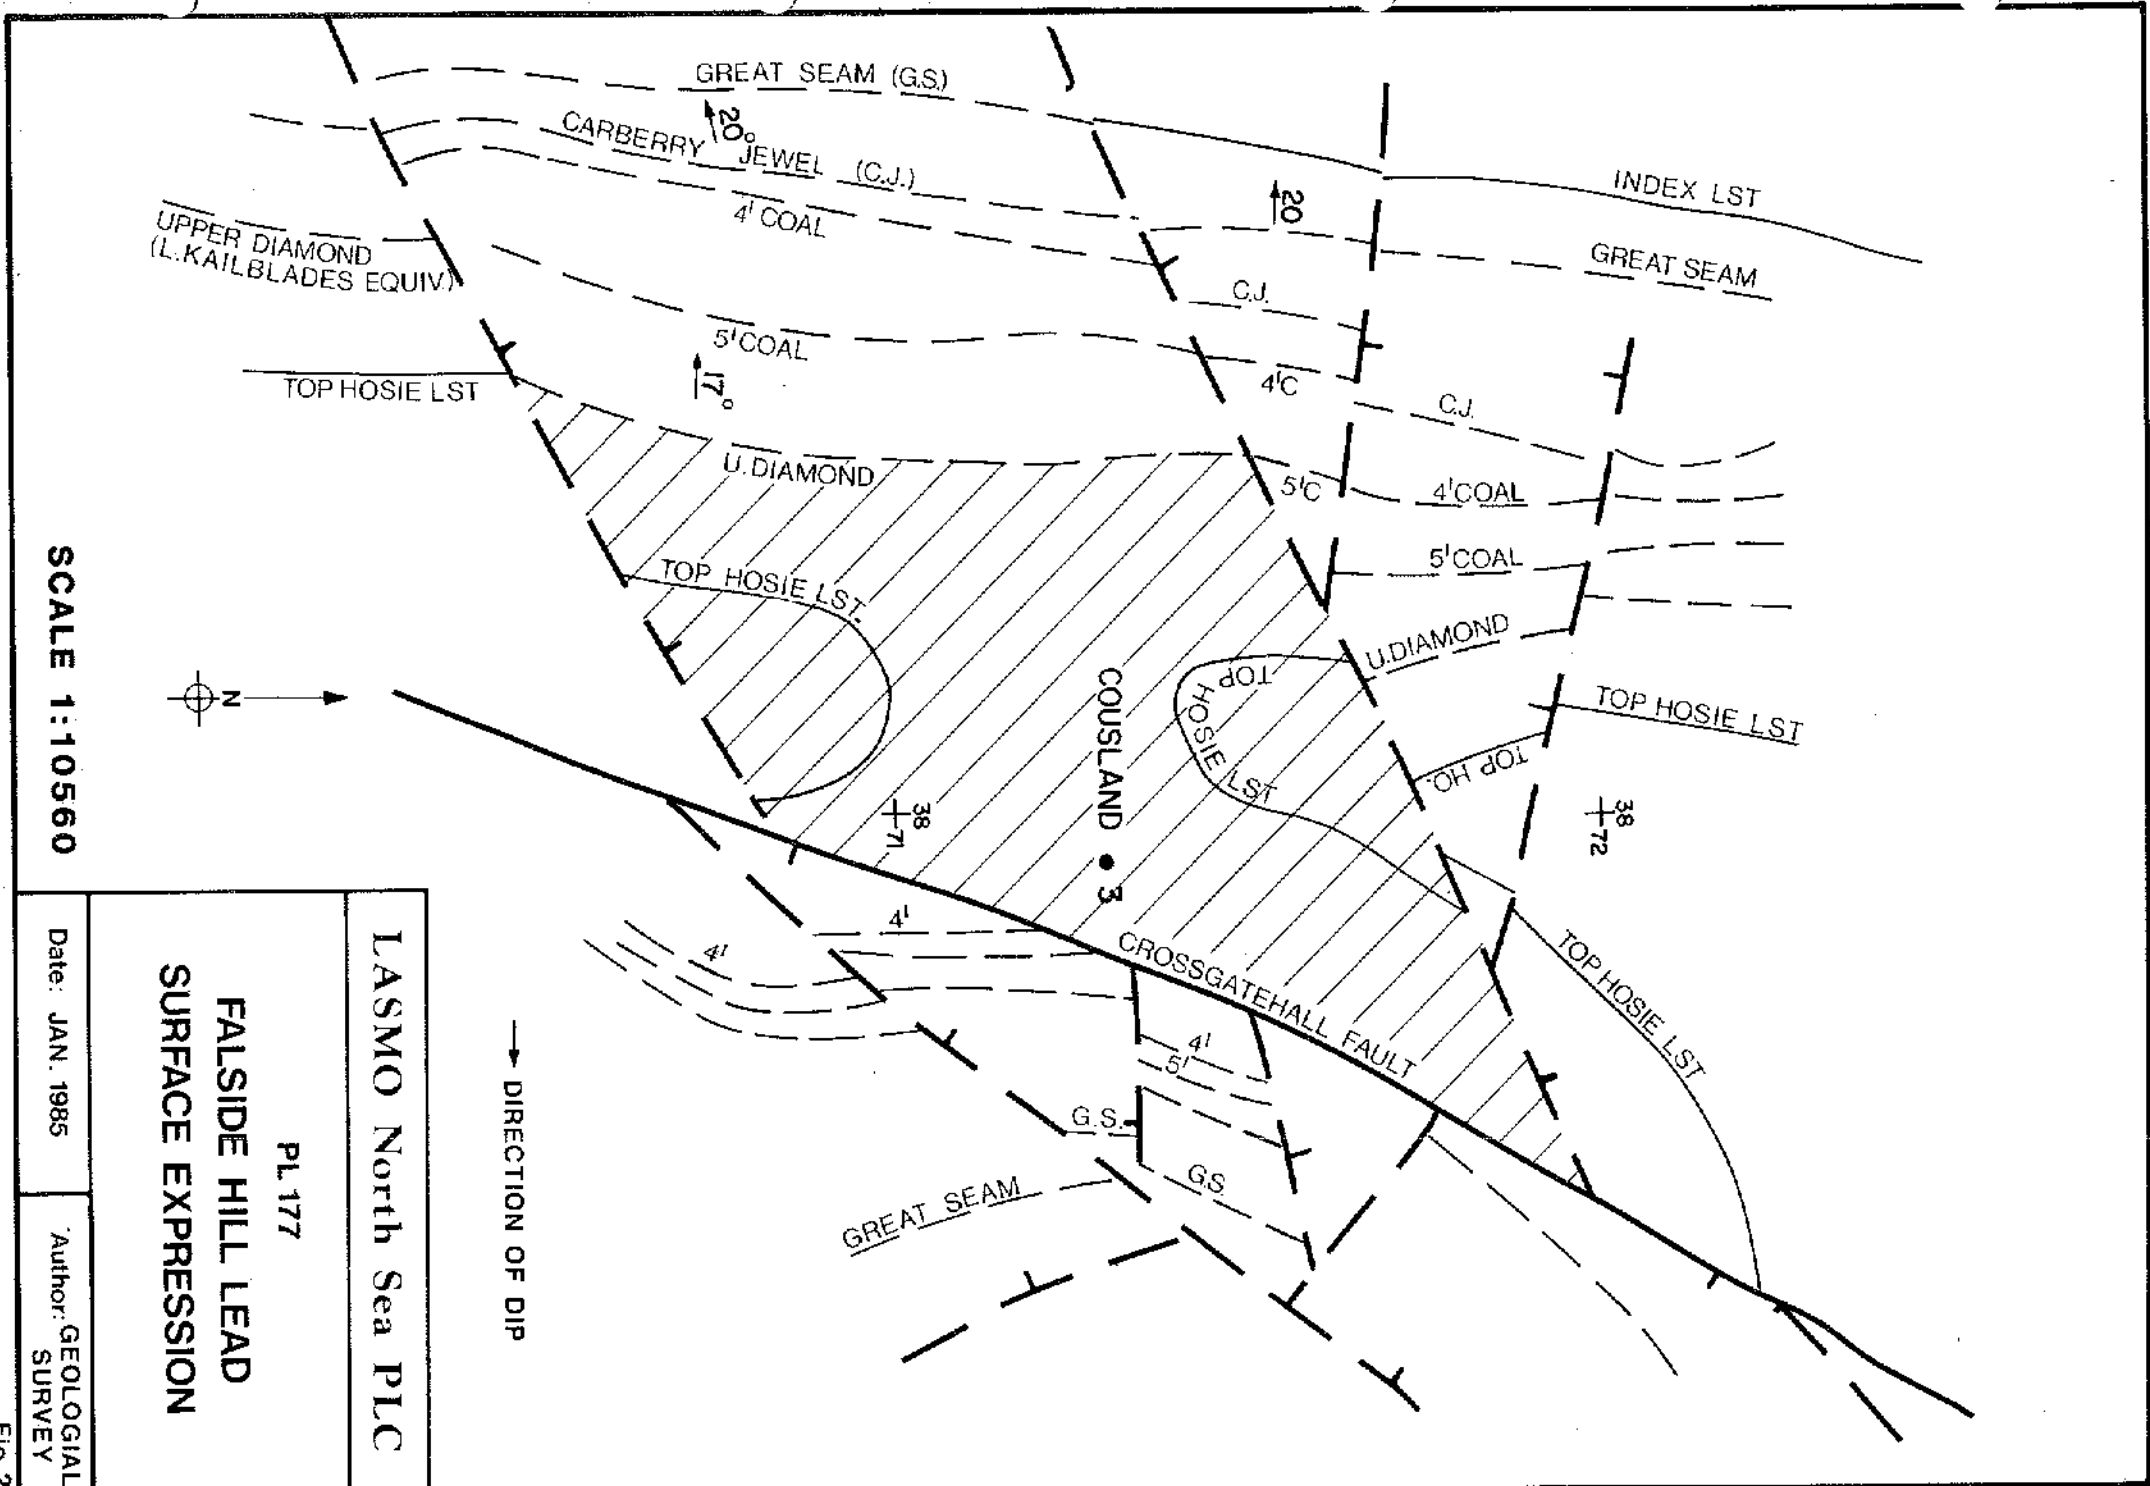 GREAT SEAM (G.S.)
20°
CARBERRY JEWEL (C.J.)
4' COAL
UPPER DIAMOND
(L.KAILBLADES EQUIV.)
5' COAL
17°
TOP HOSIE LST
U.DIAMOND
TOP HOSIE LST.
INDEX LST
20
GREAT SEAM
C.J.
4'C
C.J.
5'C
4' COAL
5' COAL
U.DIAMOND
TOP HOSIE LST
TOP HOSIE LST
TOP HO.
38
72
38
71
COUSLAND • 3
CROSSGATEHALL FAULT
TOP HOSIE LST
4'
4'
4'
5'
G.S.
G.S.
GREAT SEAM
N
DIRECTION OF DIP
SCALE 1:10560
LASMO North Sea PLC
PL.177
FALSIDE HILL LEAD
SURFACE EXPRESSION
Date: JAN. 1985
Author: GEOLOGIAL
SURVEY